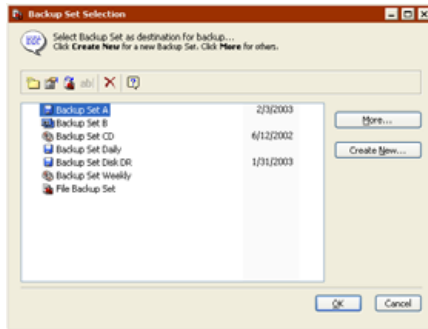 Backup Set Selection
Select Backup Set as destination for backup...
Click Create New for a new Backup Set. Click More for others.
Backup Set A 2/3/2003
Backup Set B
Backup Set CD 6/12/2002
Backup Set Daily
Backup Set Disk DR 1/31/2003
Backup Set Weekly
File Backup Set
More...
Create New...
OK Cancel